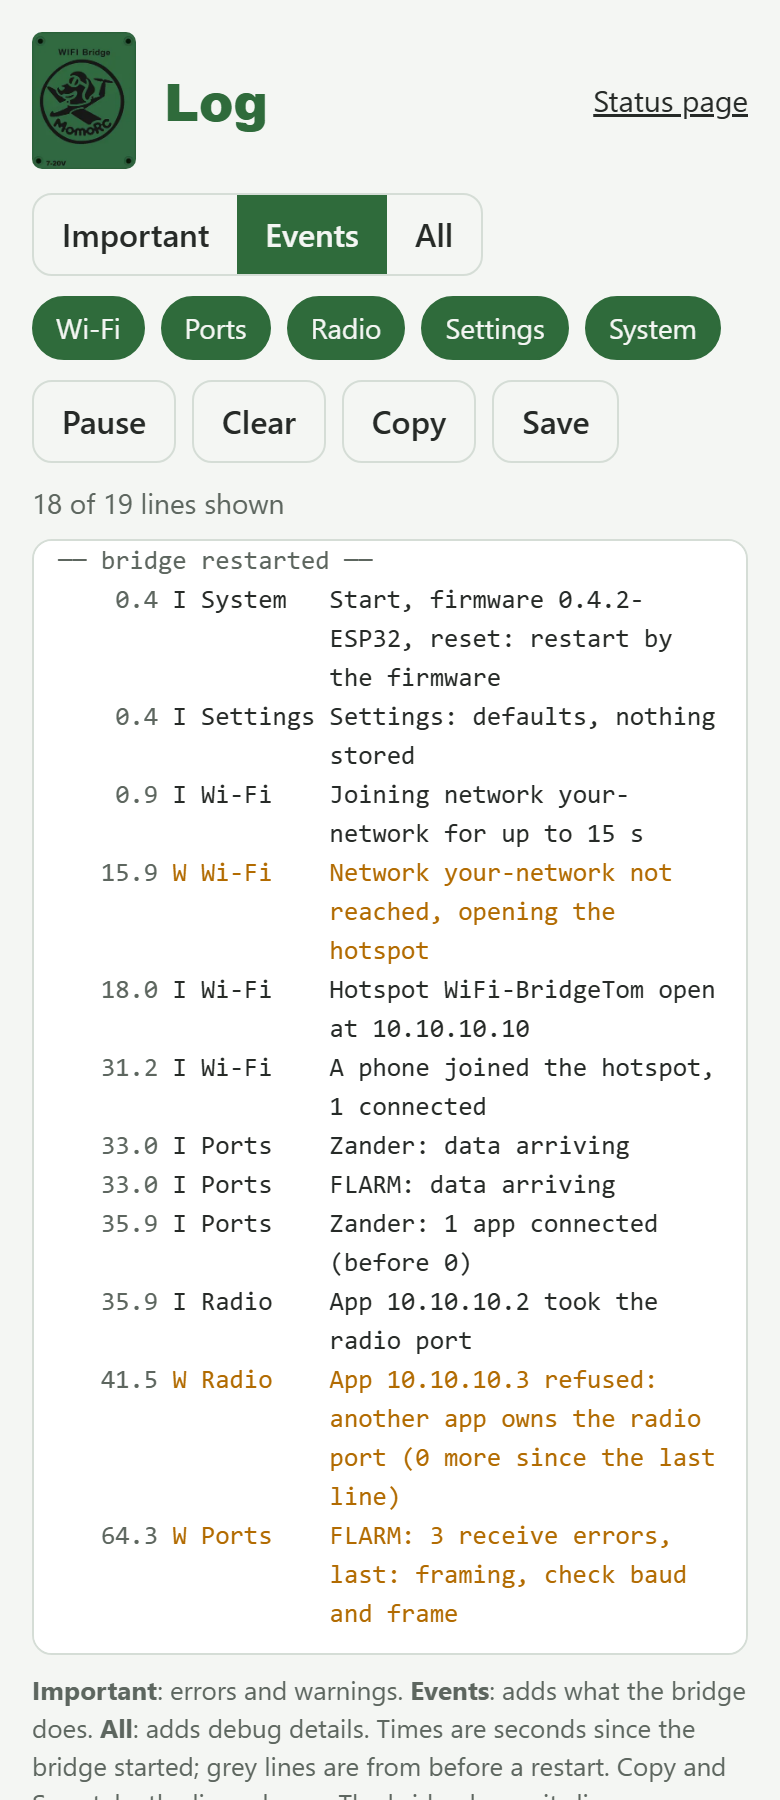 WIFI Bridge
MomoRC
7-20V
Log
Status page
Important Events All
Wi-Fi Ports Radio Settings System
Pause Clear Copy Save
18 of 19 lines shown
── bridge restarted ──
0.4 I System Start, firmware 0.4.2-
ESP32, reset: restart by
the firmware
0.4 I Settings Settings: defaults, nothing
stored
0.9 I Wi-Fi Joining network your-
network for up to 15 s
15.9 W Wi-Fi Network your-network not
reached, opening the
hotspot
18.0 I Wi-Fi Hotspot WiFi-BridgeTom open
at 10.10.10.10
31.2 I Wi-Fi A phone joined the hotspot,
1 connected
33.0 I Ports Zander: data arriving
33.0 I Ports FLARM: data arriving
35.9 I Ports Zander: 1 app connected
(before 0)
35.9 I Radio App 10.10.10.2 took the
radio port
41.5 W Radio App 10.10.10.3 refused:
another app owns the radio
port (0 more since the last
line)
64.3 W Ports FLARM: 3 receive errors,
last: framing, check baud
and frame
Important: errors and warnings. Events: adds what the bridge
does. All: adds debug details. Times are seconds since the
bridge started; grey lines are from before a restart. Copy and